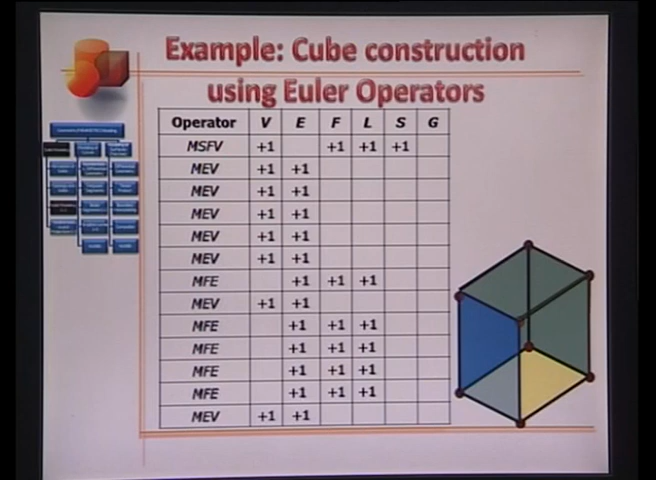 Example: Cube construction
using Euler Operators
Operator V E F L S G
MSFV +1 +1 +1 +1
MEV +1 +1
MEV +1 +1
MEV +1 +1
MEV +1 +1
MEV +1 +1
MFE +1 +1 +1
MEV +1 +1
MFE +1 +1 +1
MFE +1 +1 +1
MFE +1 +1 +1
MFE +1 +1 +1
MEV +1 +1